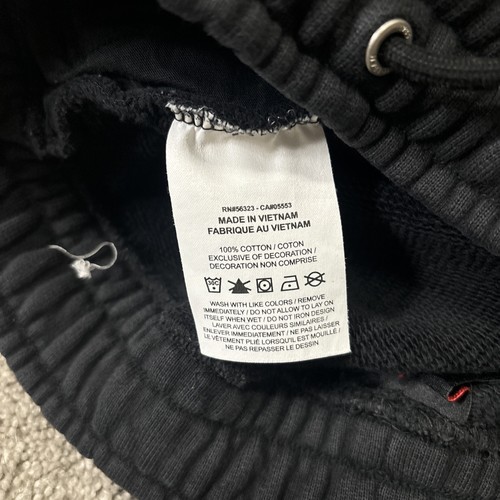 RN#56323 - CA#05553
MADE IN VIETNAM
FABRIQUE AU VIETNAM
100% COTTON / COTON
EXCLUSIVE OF DECORATION /
DECORATION NON COMPRISE
WASH WITH LIKE COLORS / REMOVE
IMMEDIATELY / DO NOT ALLOW TO LAY ON
ITSELF WHEN WET / DO NOT IRON DESIGN
LAVER AVEC COULEURS SIMILAIRES /
ENLEVER IMMEDIATEMENT / NE PAS LAISSER
LE VÊTEMENT PLIÉ LORSQU'IL EST MOUILLÉ /
NE PAS REPASSER LE DESSIN